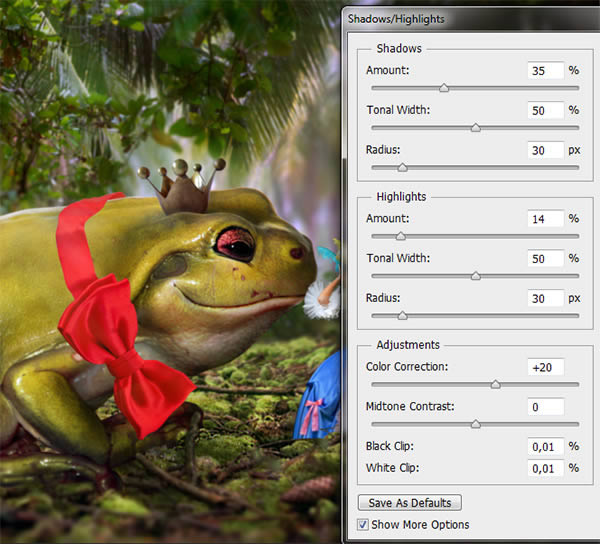 Shadows/Highlights
Shadows
Amount: 35 %
Tonal Width: 50 %
Radius: 30 px
Highlights
Amount: 14 %
Tonal Width: 50 %
Radius: 30 px
Adjustments
Color Correction: +20
Midtone Contrast: 0
Black Clip: 0,01 %
White Clip: 0,01 %
Save As Defaults
Show More Options